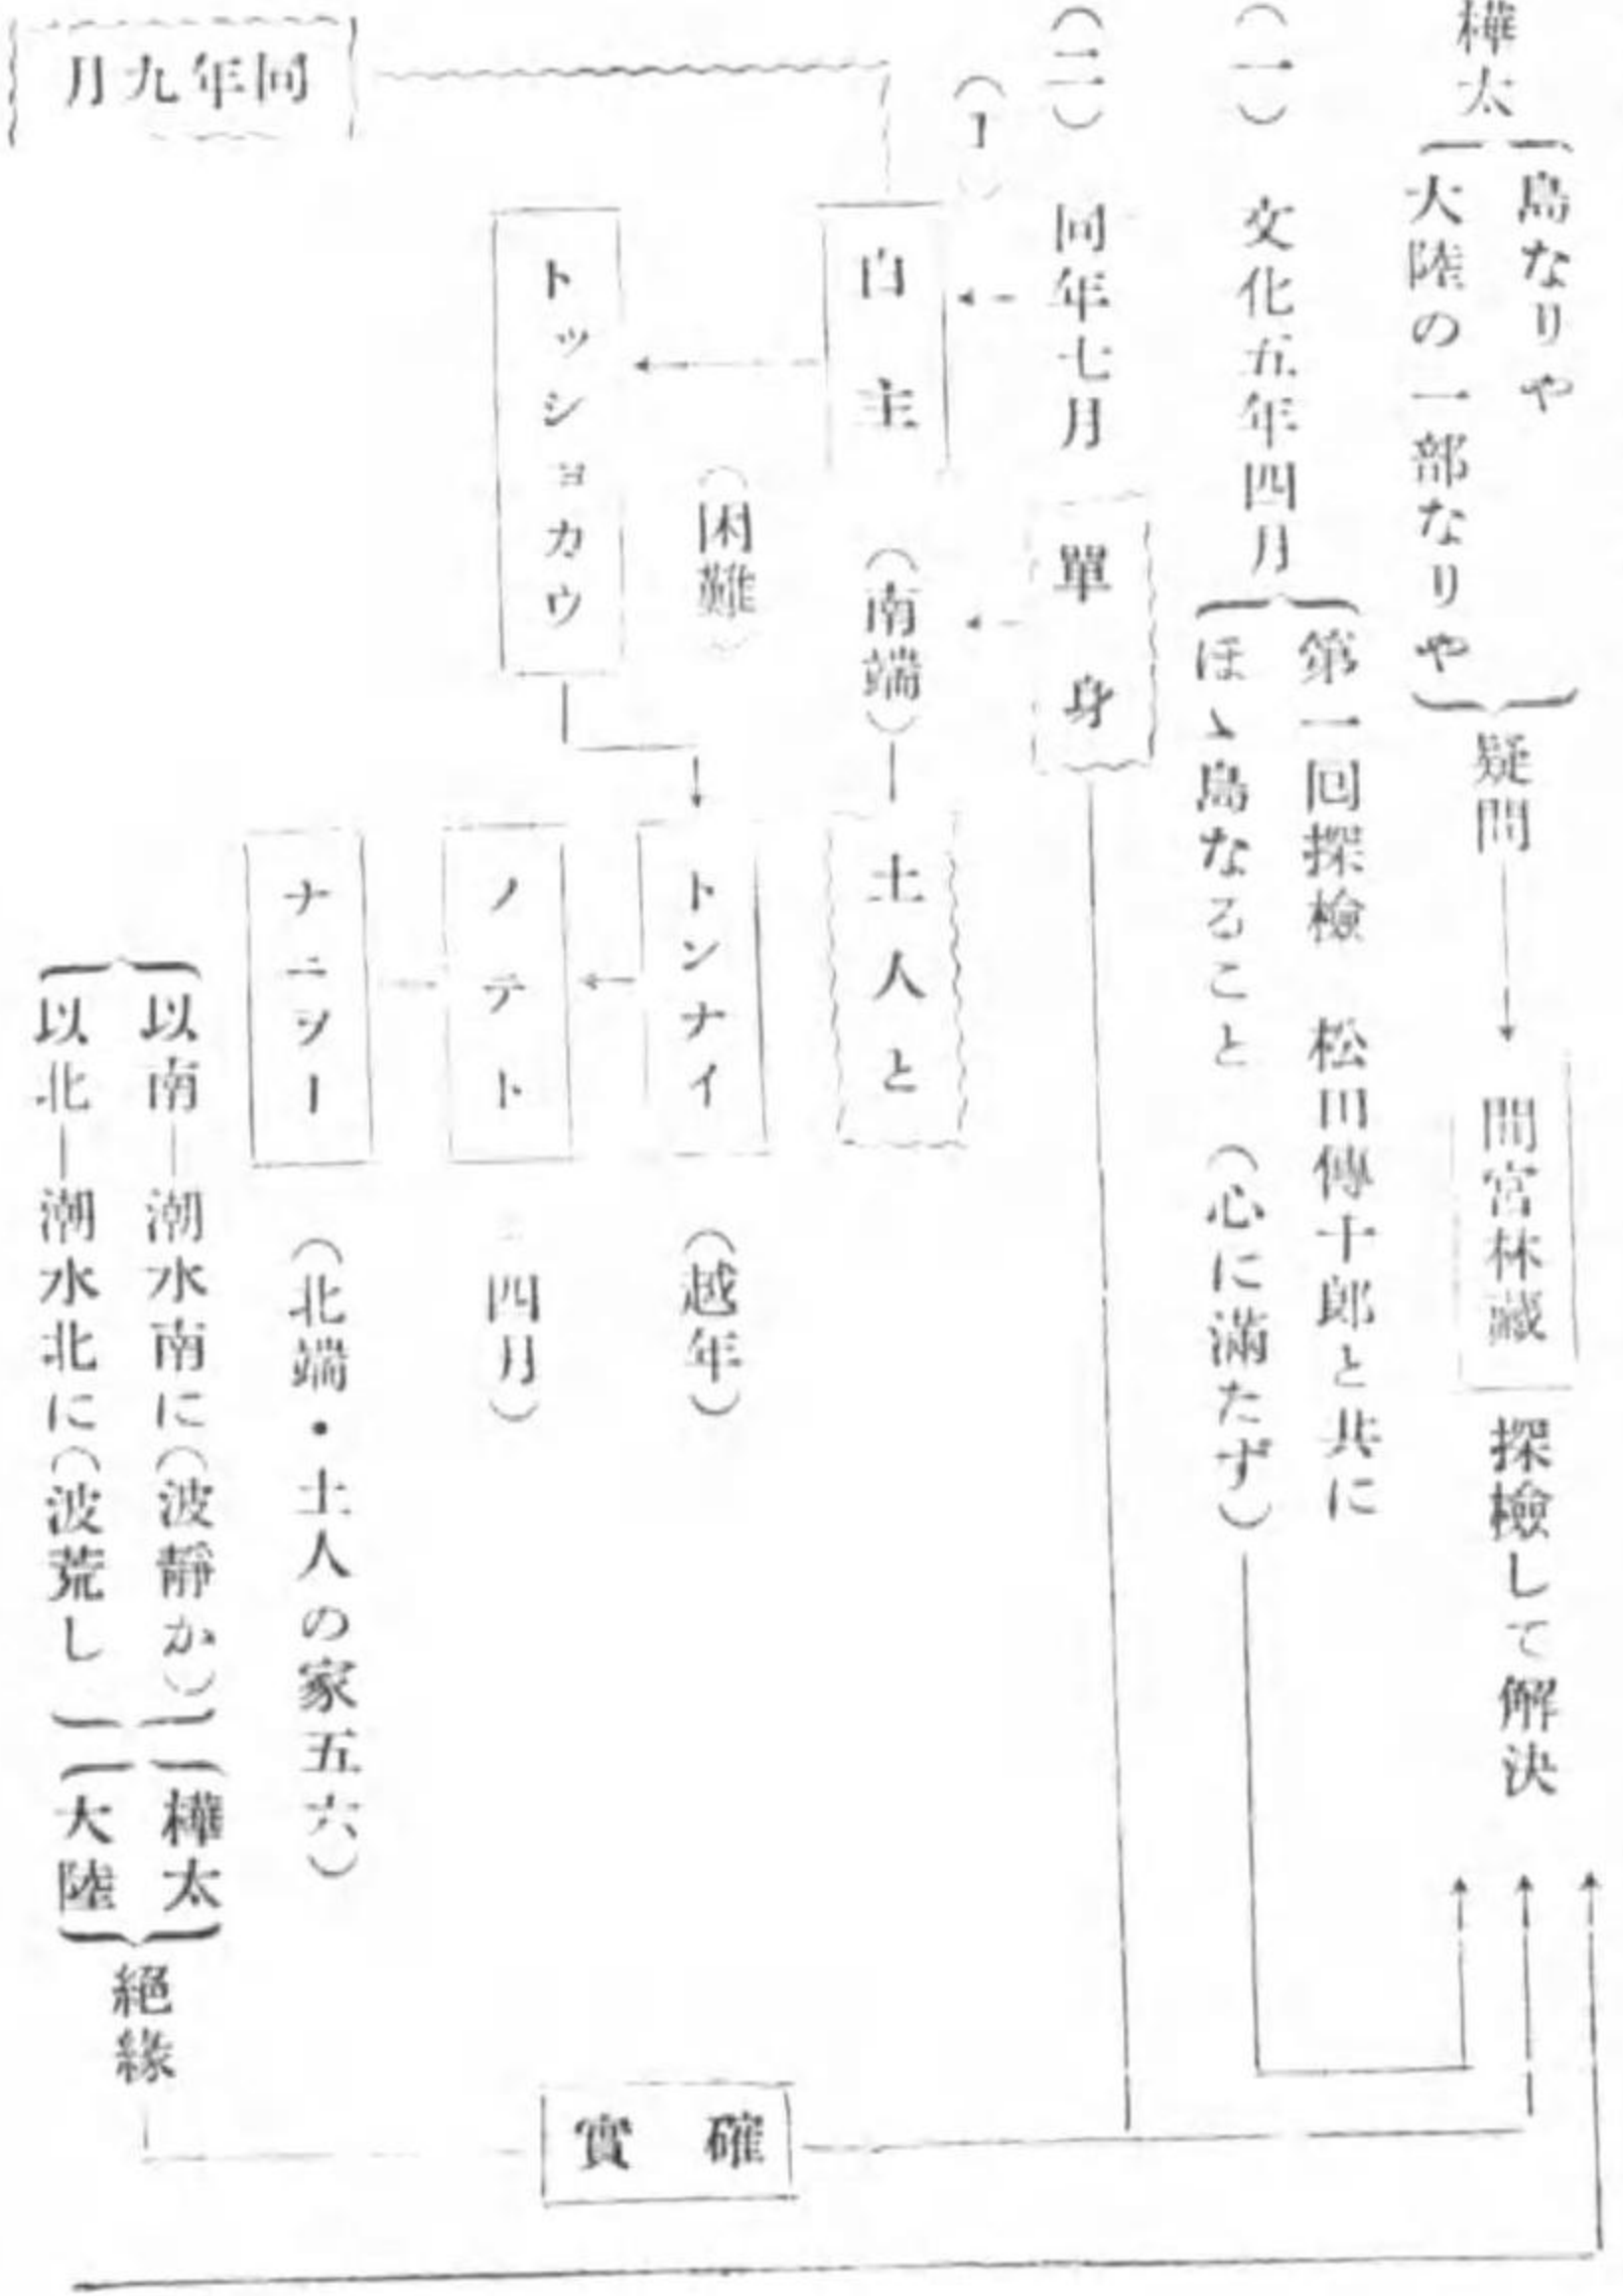 樺太
島なりや
大陸の一部なりや
疑問
間宮林藏
探檢して解決
(一) 文化五年四月
第一回探檢 松田傳十郎と共に
ほゝ島なること (心に滿たず)
(二) 同年七月
單身
(1)
白主
(南端)
土人と
(困難)
トッショカウ
トンナイ
(越年)
ノテト
四月)
ナニヲー
(北端・土人の家五六)
以南―潮水南に(波靜か)
以北―潮水北に(波荒し
樺太
大陸
絕緣
確實
同年九月